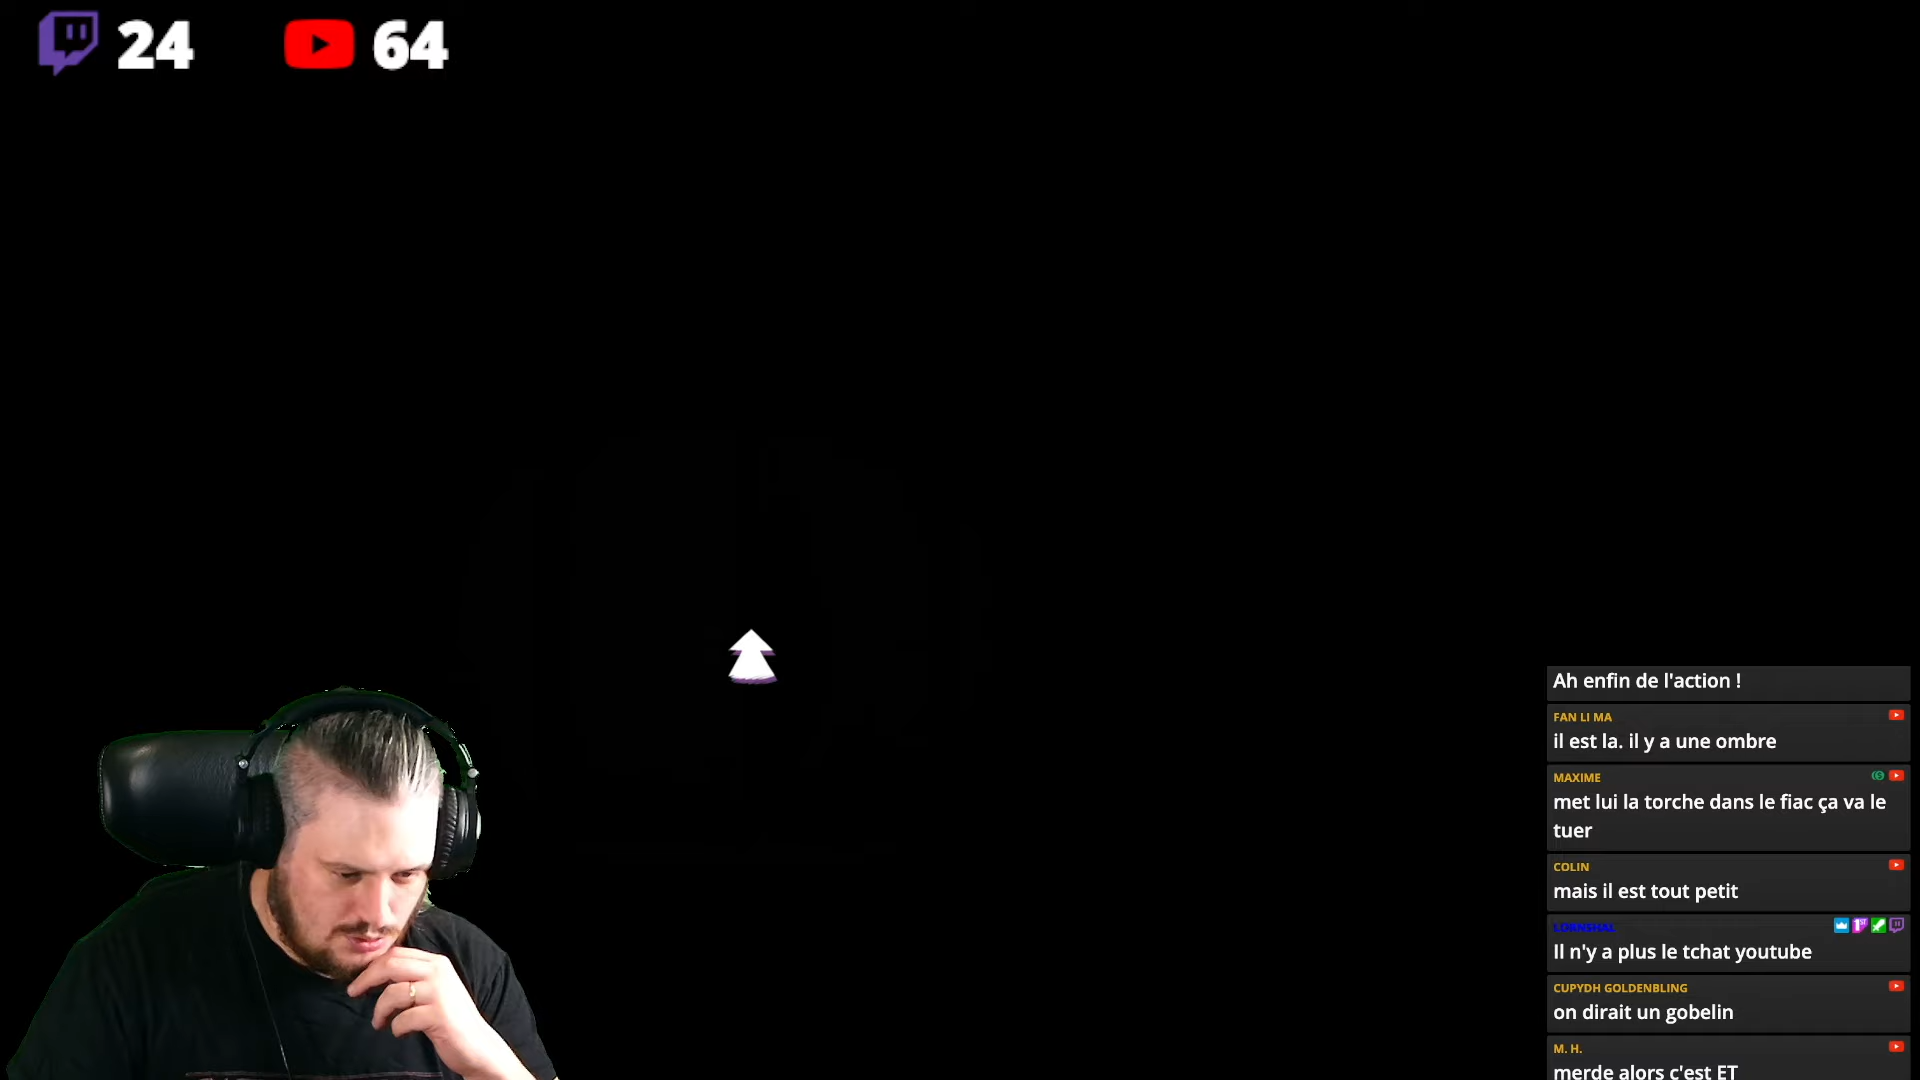 24 64
Ah enfin de l'action !
FAN LI MA
il est la. il y a une ombre
MAXIME
met lui la torche dans le fiac ça va le
tuer
COLIN
mais il est tout petit
LORNSHAL
Il n'y a plus le tchat youtube
CUPYDH GOLDENBLING
on dirait un gobelin
M. H.
merde alors c'est ET